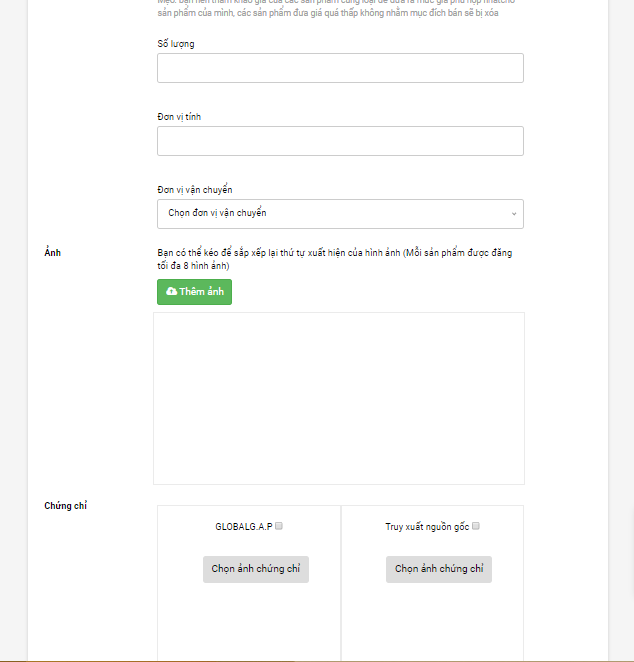 sản phẩm của mình, các sản phẩm đưa giá quá thấp không nhằm mục đích bán sẽ bị xóa
Số lượng
Đơn vị tính
Đơn vị vận chuyển
Chọn đơn vị vận chuyển
Ảnh
Bạn có thể kéo để sắp xếp lại thứ tự xuất hiện của hình ảnh (Mỗi sản phẩm được đăng
tối đa 8 hình ảnh)
Thêm ảnh
Chứng chỉ
GLOBALG.A.P
Truy xuất nguồn gốc
Chọn ảnh chứng chỉ
Chọn ảnh chứng chỉ